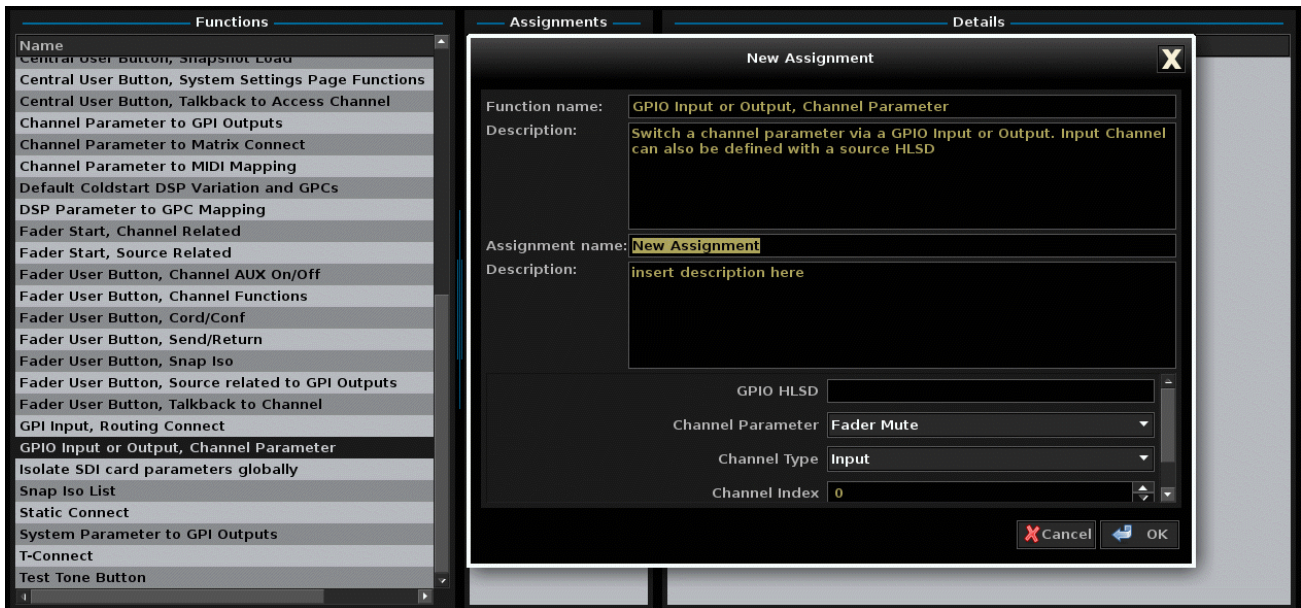 Functions
Name
Central User Button, Snapshot Load
Central User Button, System Settings Page Functions
Central User Button, Talkback to Access Channel
Channel Parameter to GPI Outputs
Channel Parameter to Matrix Connect
Channel Parameter to MIDI Mapping
Default Coldstart DSP Variation and GPCs
DSP Parameter to GPC Mapping
Fader Start, Channel Related
Fader Start, Source Related
Fader User Button, Channel AUX On/Off
Fader User Button, Channel Functions
Fader User Button, Cord/Conf
Fader User Button, Send/Return
Fader User Button, Snap Iso
Fader User Button, Source related to GPI Outputs
Fader User Button, Talkback to Channel
GPI Input, Routing Connect
GPIO Input or Output, Channel Parameter
Isolate SDI card parameters globally
Snap Iso List
Static Connect
System Parameter to GPI Outputs
T-Connect
Test Tone Button
Assignments
Details
New Assignment
X
Function name: GPIO Input or Output, Channel Parameter
Description: Switch a channel parameter via a GPIO Input or Output. Input Channel
can also be defined with a source HLSD
Assignment name: New Assignment
Description: insert description here
GPIO HLSD
Channel Parameter Fader Mute
Channel Type Input
Channel Index 0
Cancel OK